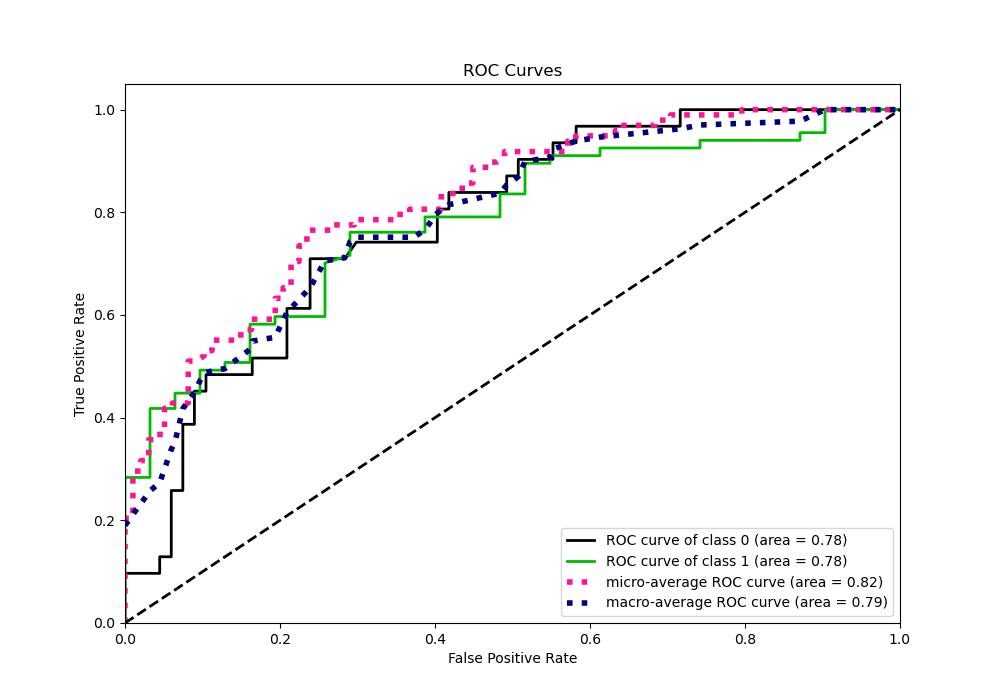 ROC Curves
True Positive Rate
1.0
0.8
0.6
0.4
0.2
0.0
0.0 0.2 0.4 0.6 0.8 1.0
False Positive Rate
ROC curve of class 0 (area = 0.78)
ROC curve of class 1 (area = 0.78)
micro-average ROC curve (area = 0.82)
macro-average ROC curve (area = 0.79)